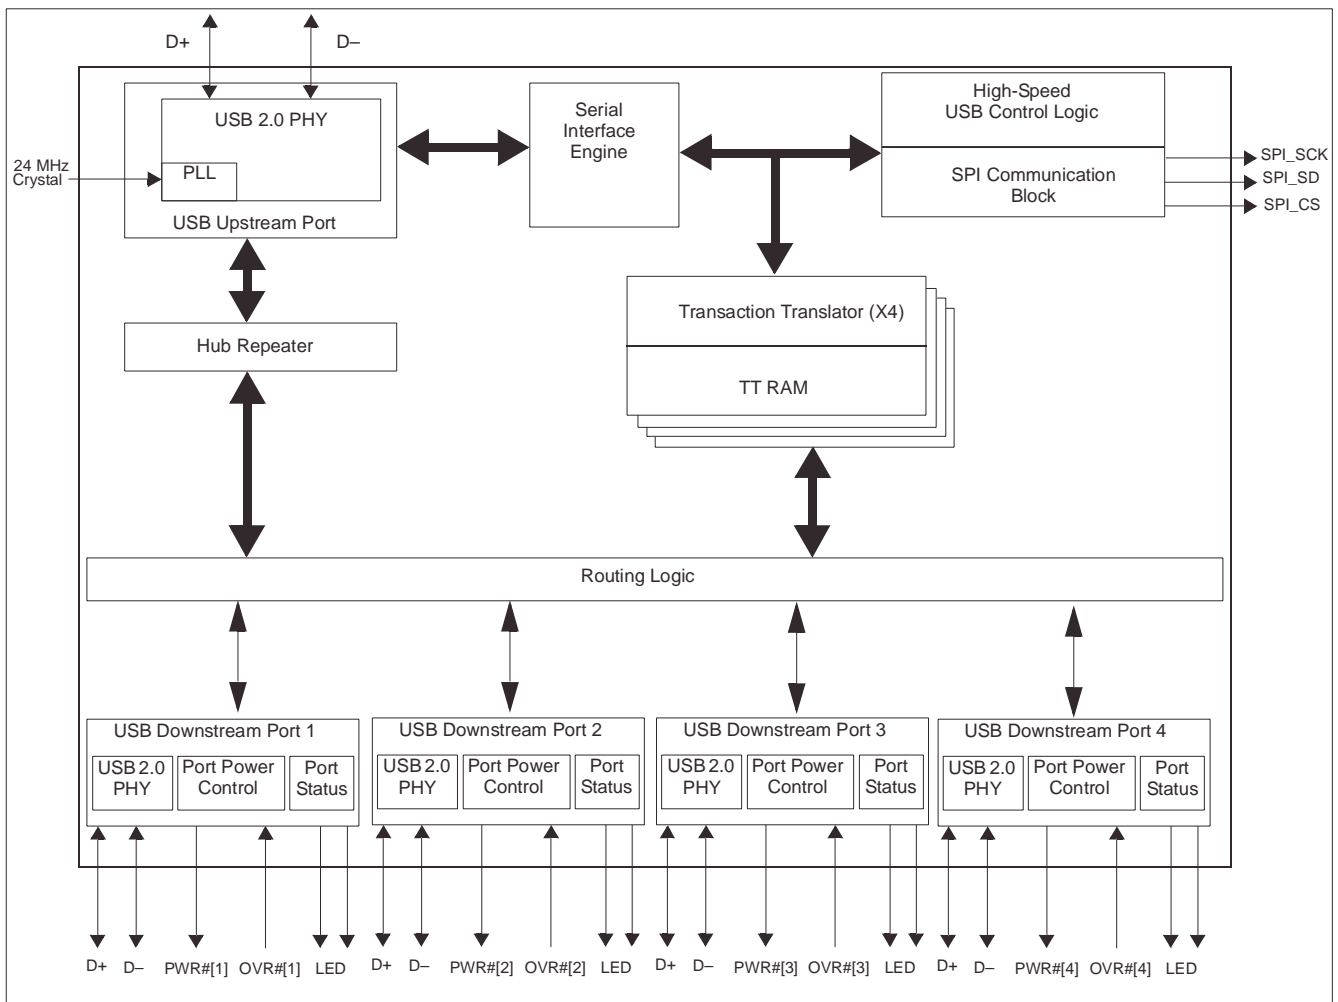 D+ D–
USB 2.0 PHY
24 MHz
Crystal
PLL
USB Upstream Port
Serial
Interface
Engine
High-Speed
USB Control Logic
SPI Communication
Block
SPI_SCK
SPI_SD
SPI_CS
Hub Repeater
Transaction Translator (X4)
TT RAM
Routing Logic
USB Downstream Port 1
USB 2.0
PHY
Port Power
Control
Port
Status
USB Downstream Port 2
USB 2.0
PHY
Port Power
Control
Port
Status
USB Downstream Port 3
USB 2.0
PHY
Port Power
Control
Port
Status
USB Downstream Port 4
USB 2.0
PHY
Port Power
Control
Port
Status
D+ D– PWR#[1] OVR#[1] LED D+ D– PWR#[2] OVR#[2] LED D+ D– PWR#[3] OVR#[3] LED D+ D– PWR#[4] OVR#[4] LED